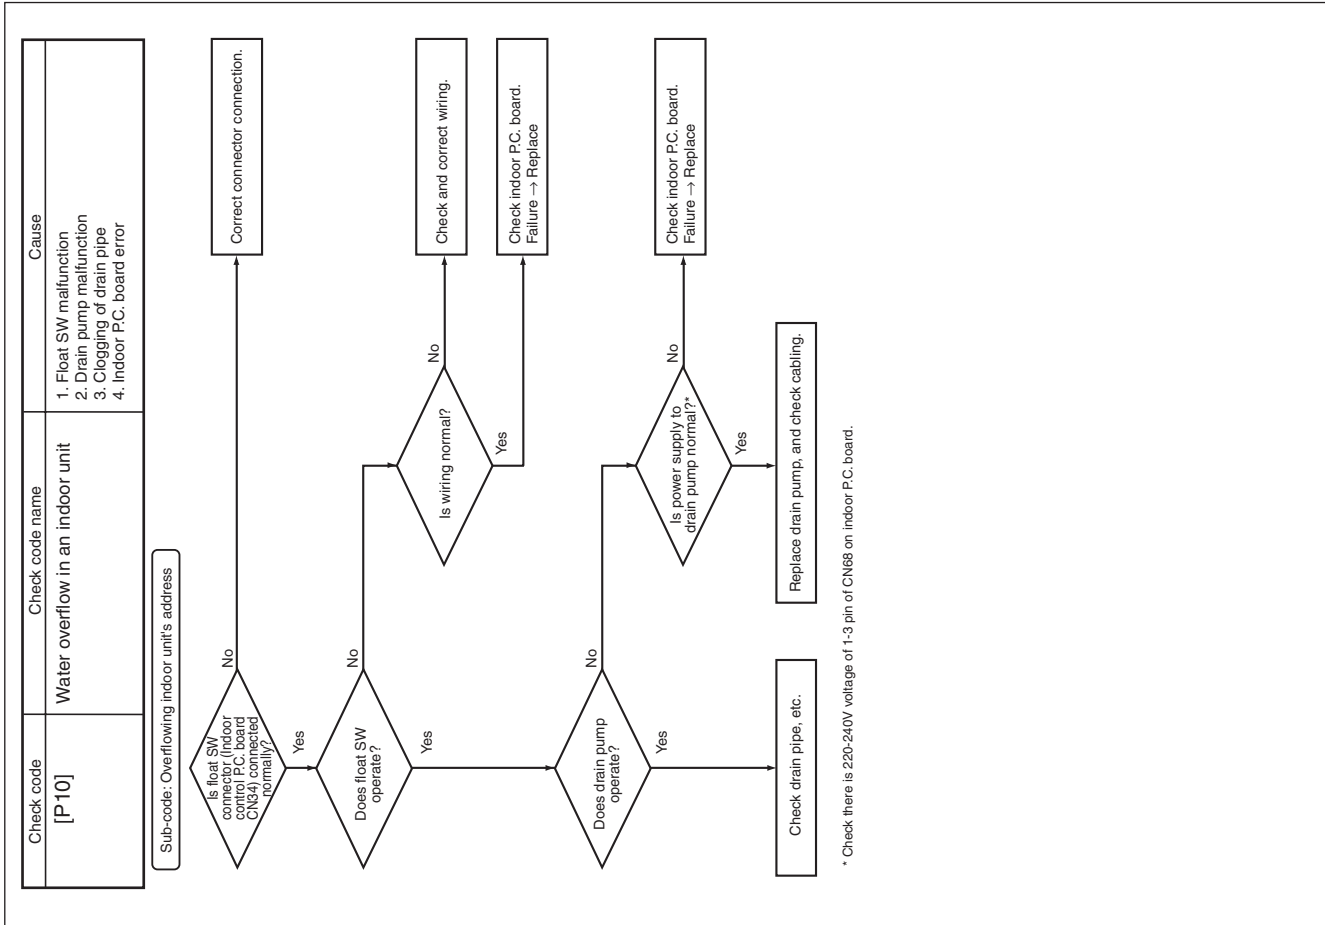 Check code
Check code name
Cause
[P10]
Water overflow in an indoor unit
1. Float SW malfunction
2. Drain pump malfunction
3. Clogging of drain pipe
4. Indoor P.C. board error
Sub-code: Overflowing indoor unit's address
Is float SW
connector (Indoor
control P.C. board
CN34) connected
normally?
No
Correct connector connection.
Yes
Does float SW
operate?
No
Is wiring normal?
No
Check and correct wiring.
Yes
Check indoor P.C. board.
Failure → Replace
Yes
Does drain pump
operate?
No
Is power supply to
drain pump normal?*
No
Check indoor P.C. board.
Failure → Replace
Yes
Replace drain pump, and check cabling.
Yes
Check drain pipe, etc.
* Check there is 220-240V voltage of 1-3 pin of CN68 on indoor P.C. board.